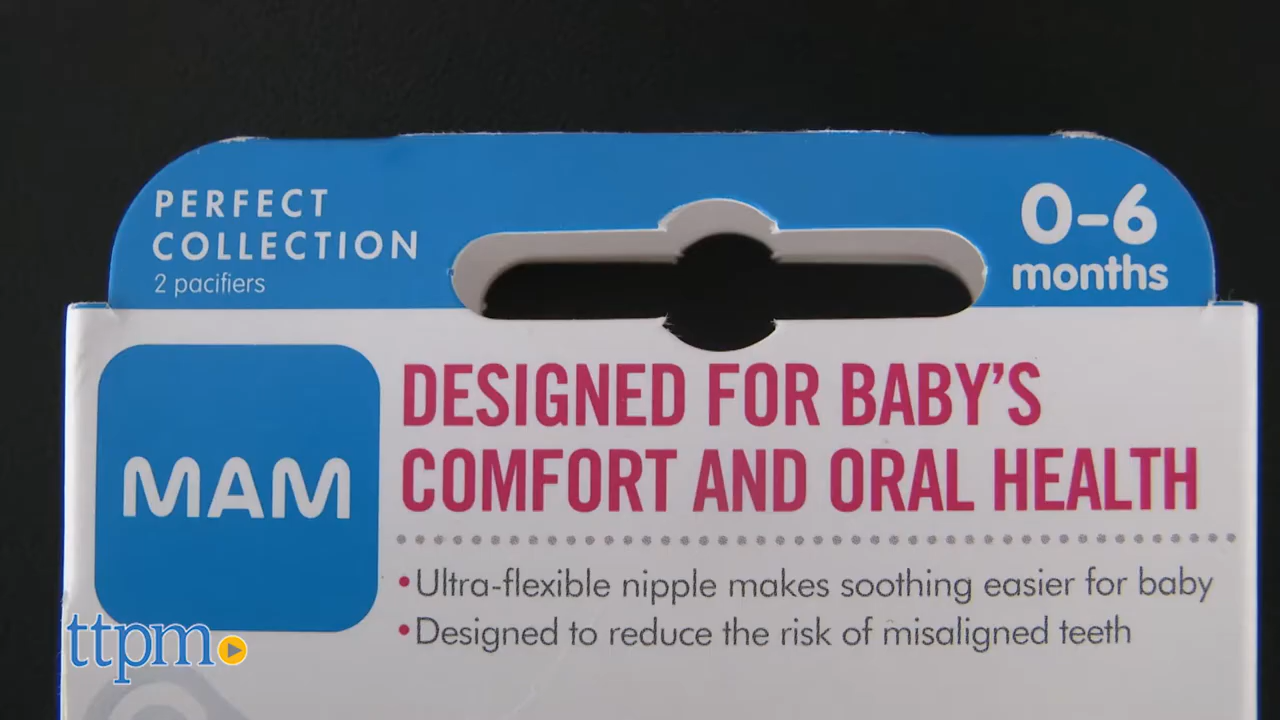 PERFECT
COLLECTION
2 pacifiers
0-6
months
MAM
DESIGNED FOR BABY'S
COMFORT AND ORAL HEALTH
•Ultra-flexible nipple makes soothing easier for baby
•Designed to reduce the risk of misaligned teeth
ttpm